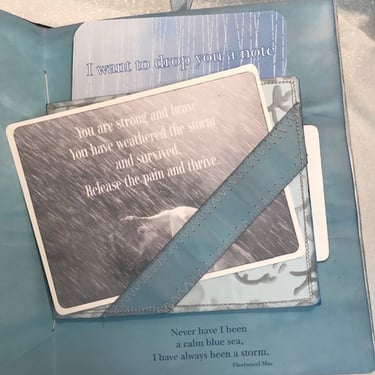 I want to drop you a note
You are strong and brave
You have weathered the storm
and survived.
Release the pain and thrive.
Never have I been
a calm blue sea,
I have always been a storm.
Fleetwood Mac